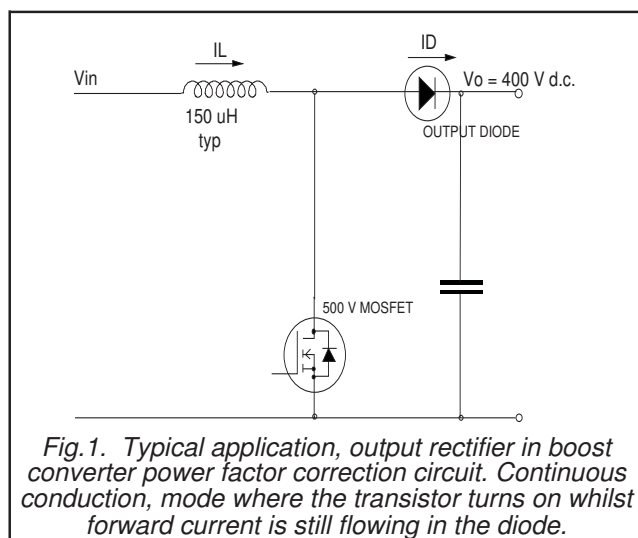 IL
ID
Vin
Vo = 400 V d.c.
150 uH
typ
OUTPUT DIODE
500 V MOSFET
Fig.1. Typical application, output rectifier in boost
converter power factor correction circuit. Continuous
conduction, mode where the transistor turns on whilst
forward current is still flowing in the diode.